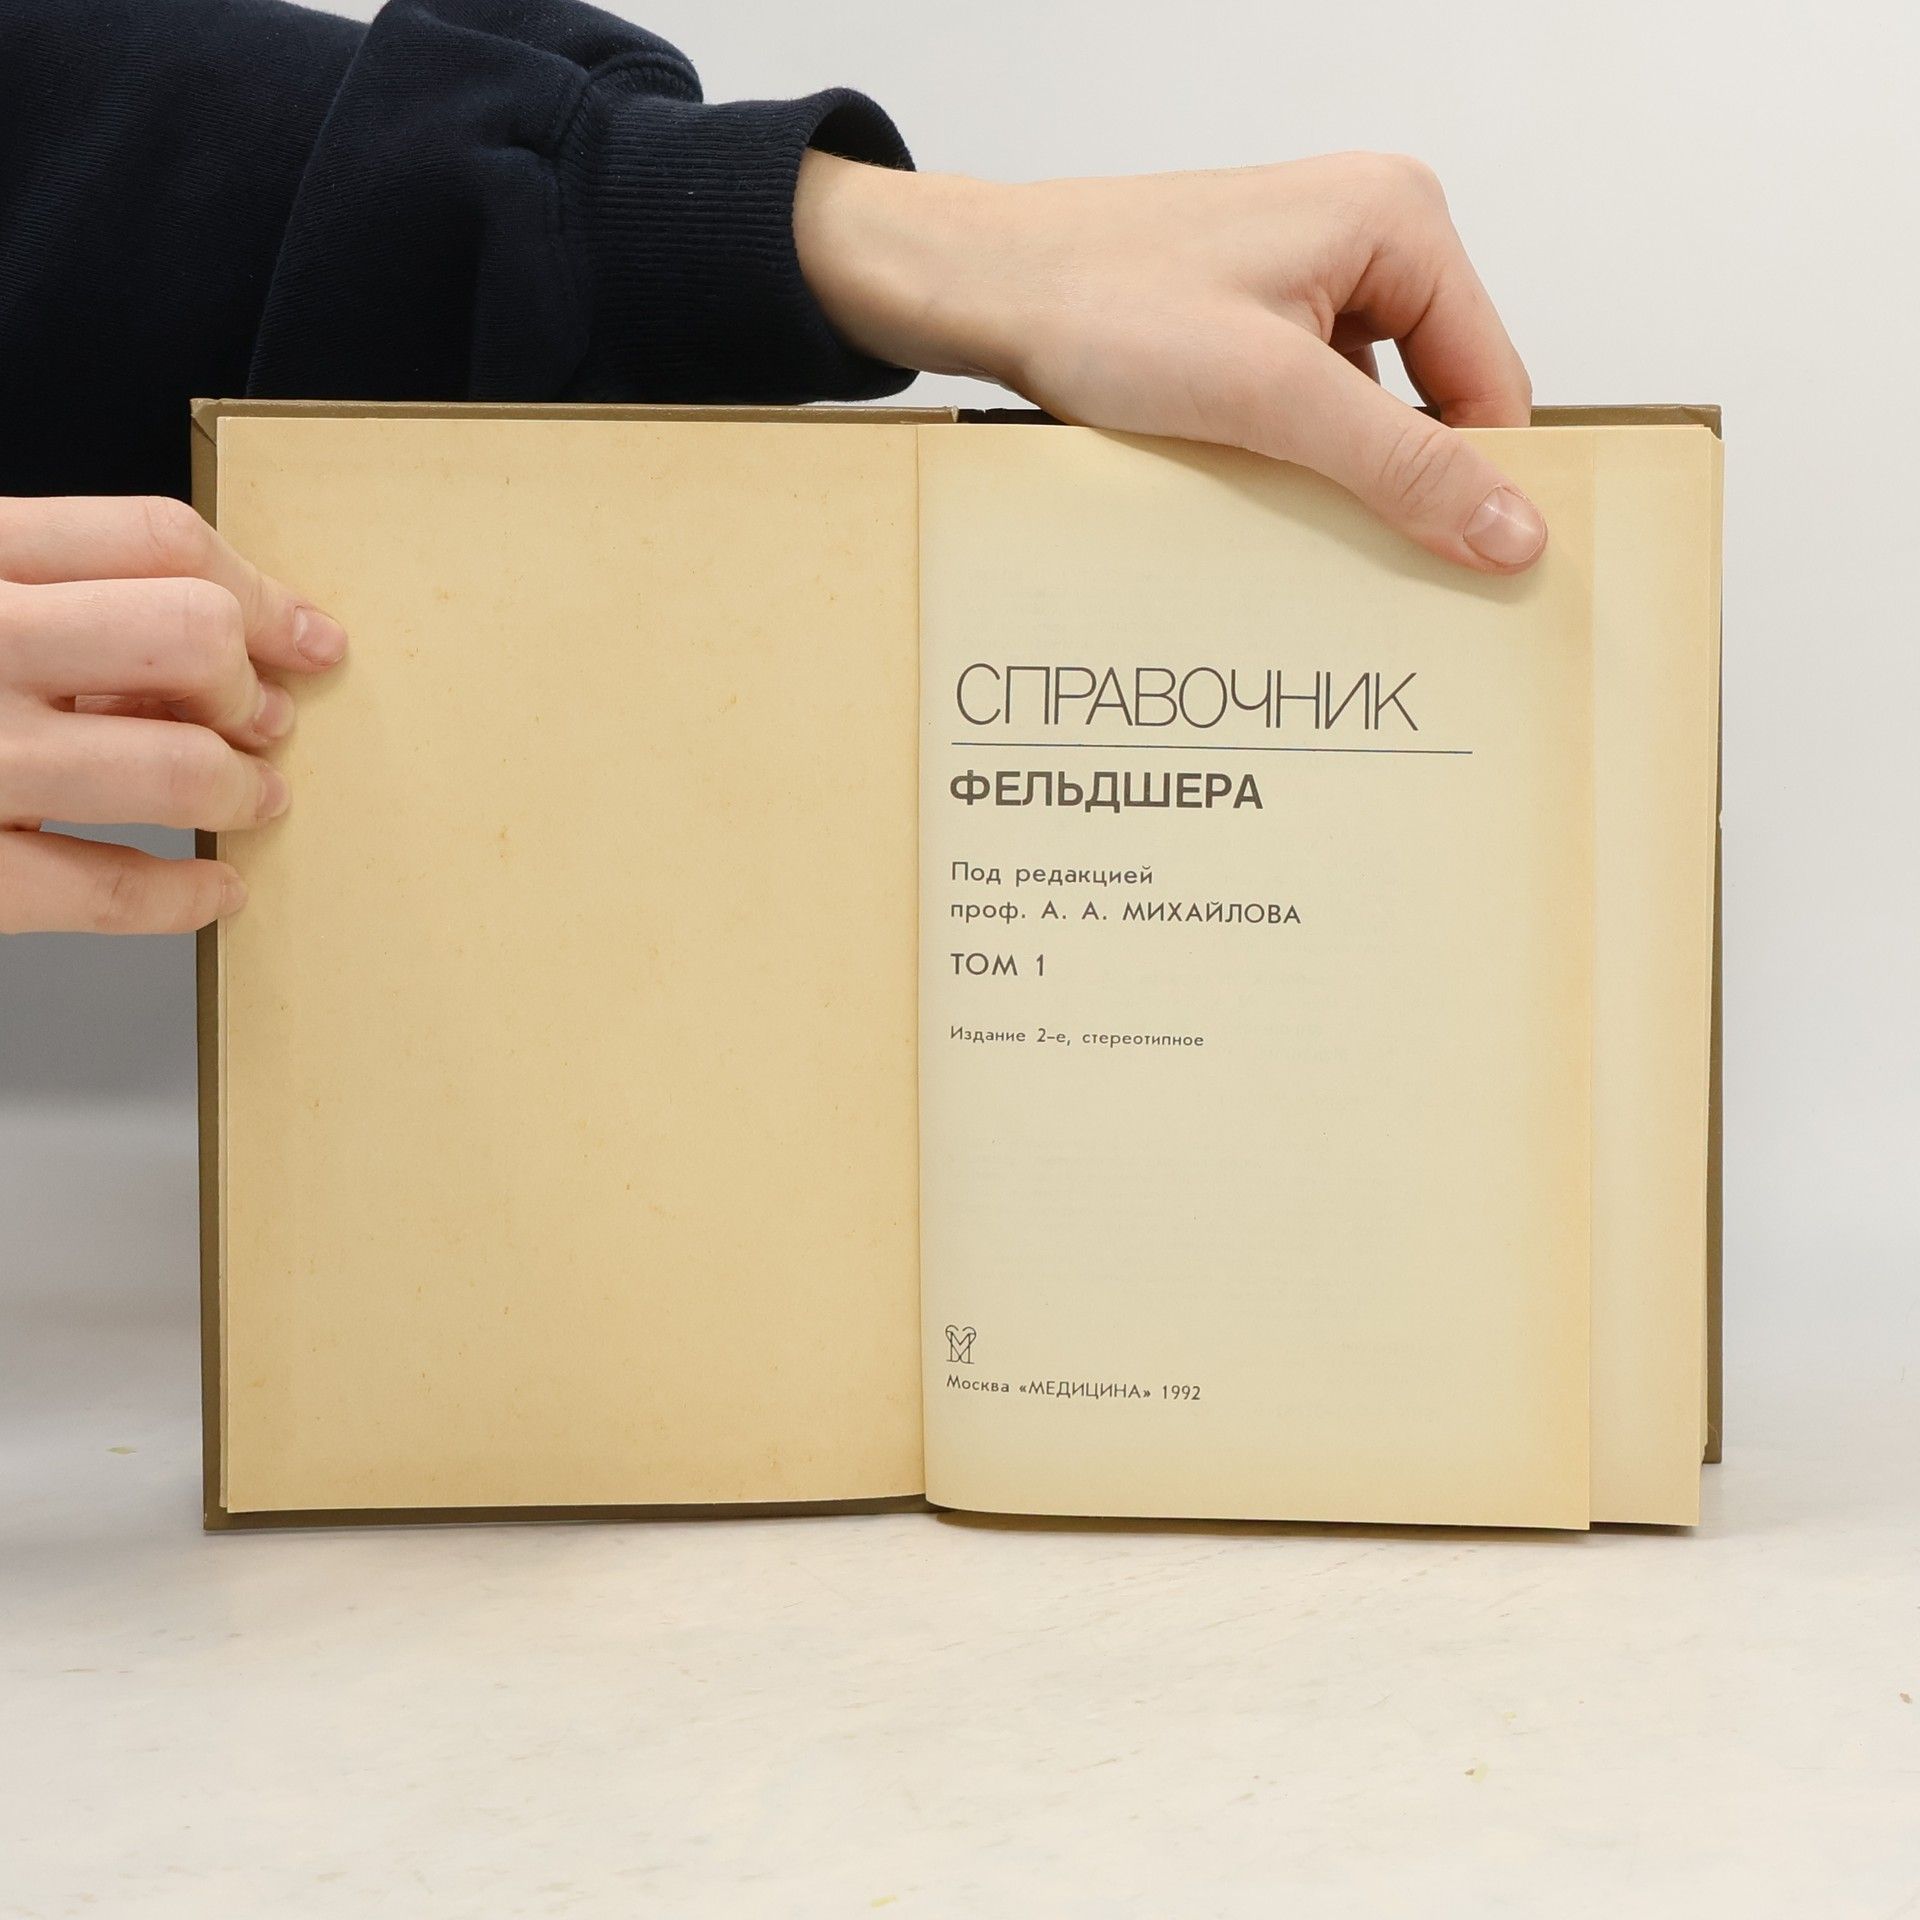 СПРАВОЧНИК
ФЕЛЬДШЕРА
Под редакцией
проф. А. А. МИХАЙЛОВА
ТОМ 1
Издание 2-е, стереотипное
Москва «МЕДИЦИНА» 1992